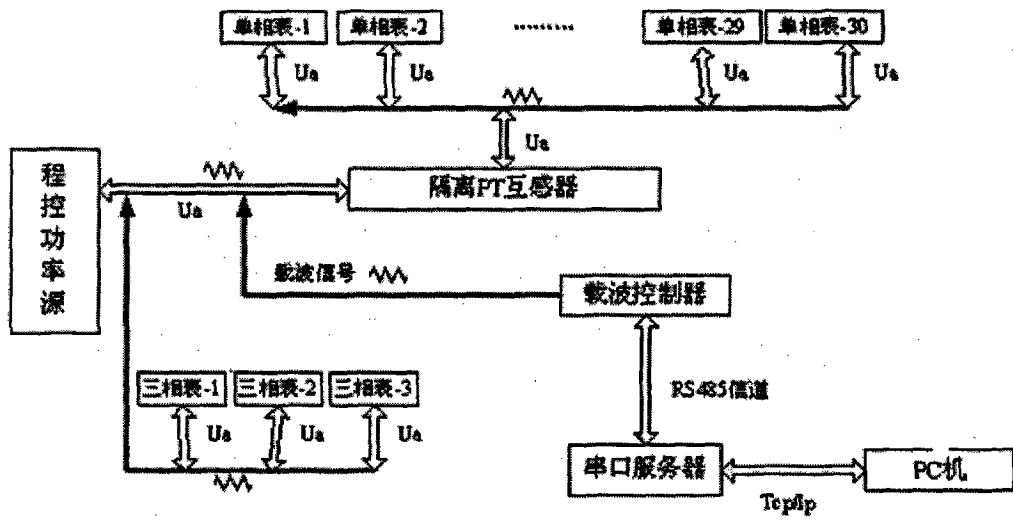 单相表-1 单相表-2 ......... 单相表-29 单相表-30
Ua Ua Ua Ua
Ua
程控功率源
Ua
隔离PT互感器
载波信号
载波控制器
三相表-1 三相表-2 三相表-3
Ua Ua Ua
RS485信道
串口服务器
PC机
Tcp/Ip